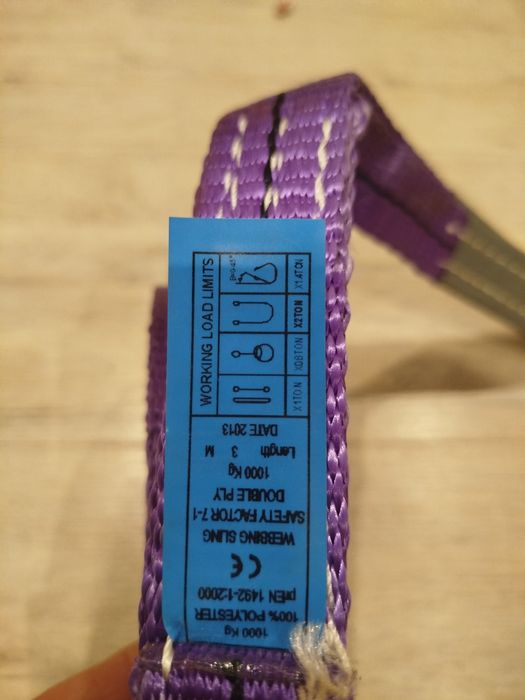 1000 Kg
100% POLYESTER
prEN 1492-1:2000
CE
WEBBING SLING
SAFETY FACTOR 7-1
DOUBLE PLY
1000 Kg
Length 3 M
DATE 2013
WORKING LOAD LIMITS
X1TON
X0.8TON
X2TON
X1.4TON